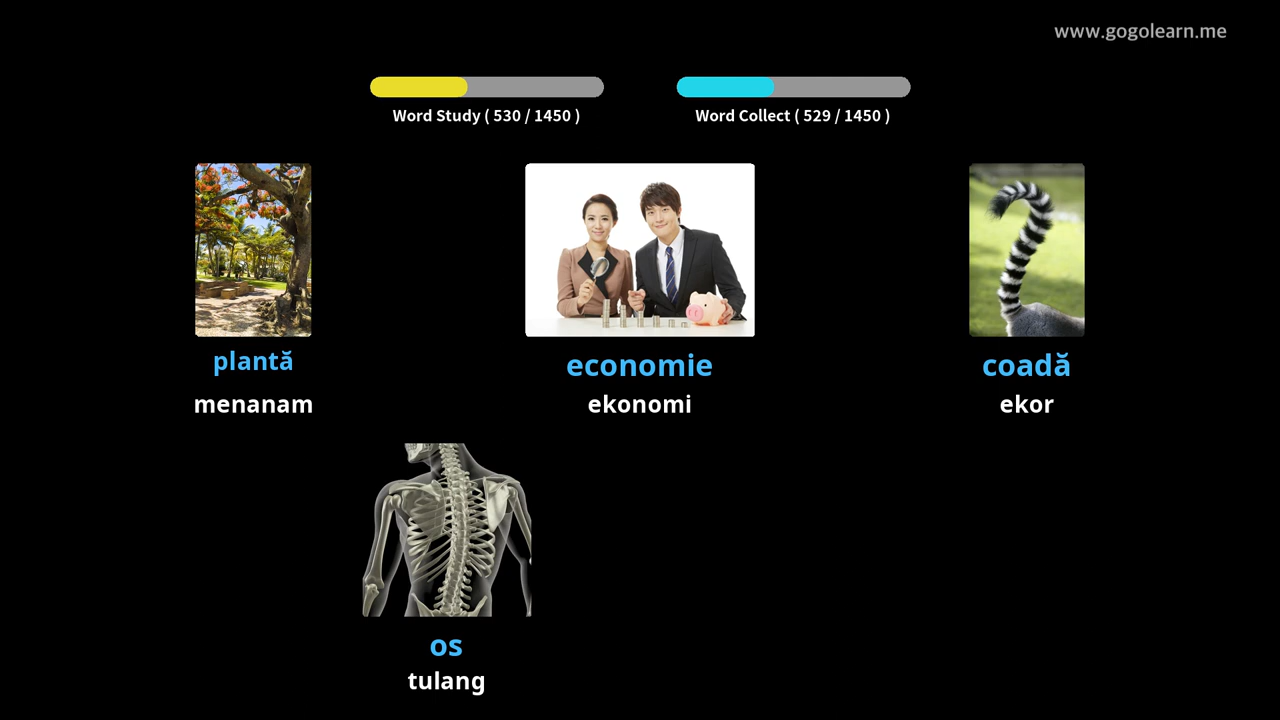 www.gogolearn.me
Word Study ( 530 / 1450 )
Word Collect ( 529 / 1450 )
plantă
menanam
economie
ekonomi
coadă
ekor
os
tulang